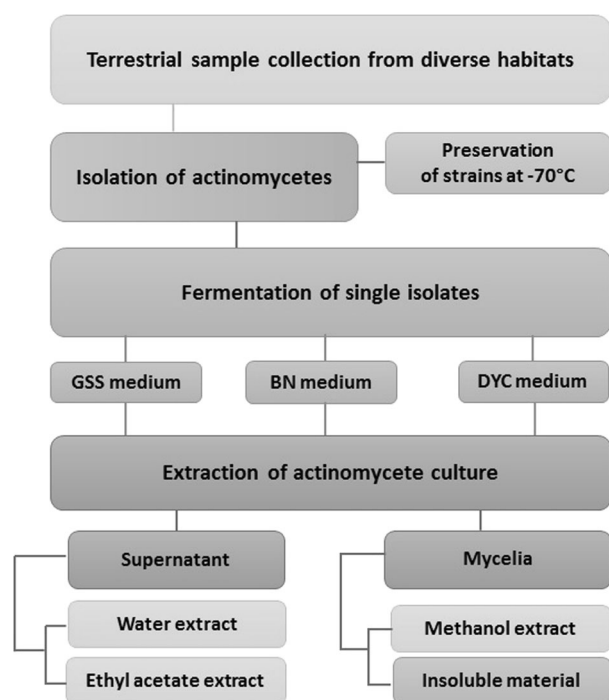 Terrestrial sample collection from diverse habitats
Isolation of actinomycetes
Preservation
of strains at -70°C
Fermentation of single isolates
GSS medium
BN medium
DYC medium
Extraction of actinomycete culture
Supernatant
Mycelia
Water extract
Methanol extract
Ethyl acetate extract
Insoluble material